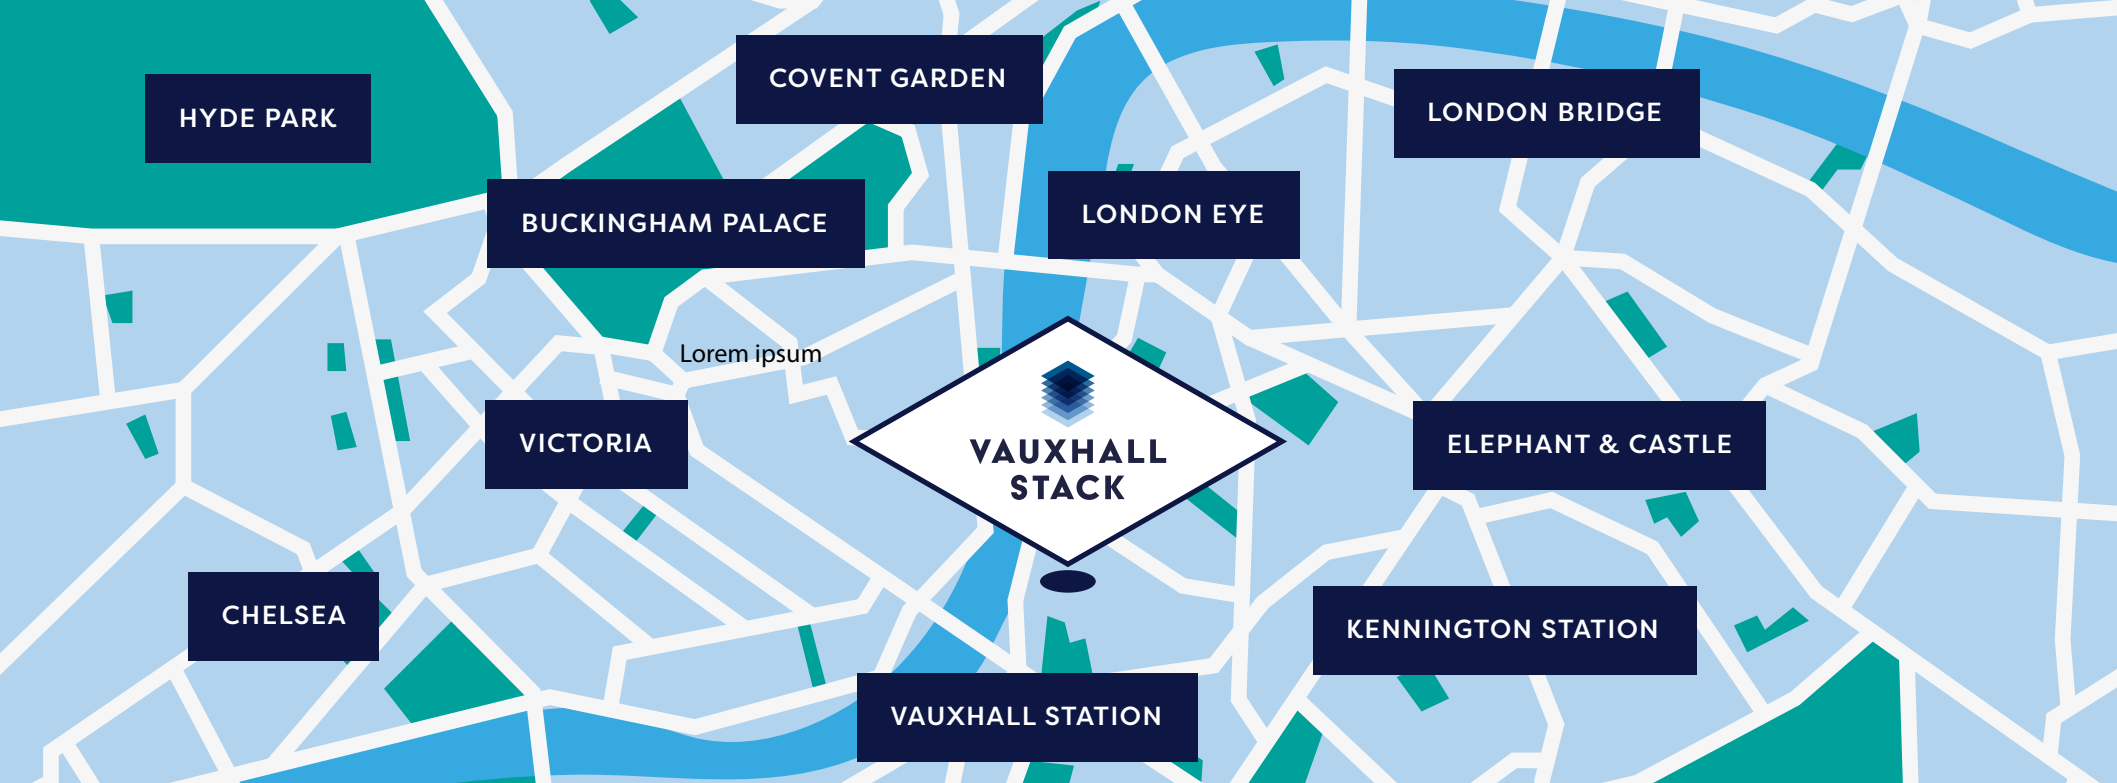 COVENT GARDEN
HYDE PARK
LONDON BRIDGE
BUCKINGHAM PALACE
LONDON EYE
Lorem ipsum
VICTORIA
VAUXHALL
STACK
ELEPHANT & CASTLE
CHELSEA
KENNINGTON STATION
VAUXHALL STATION